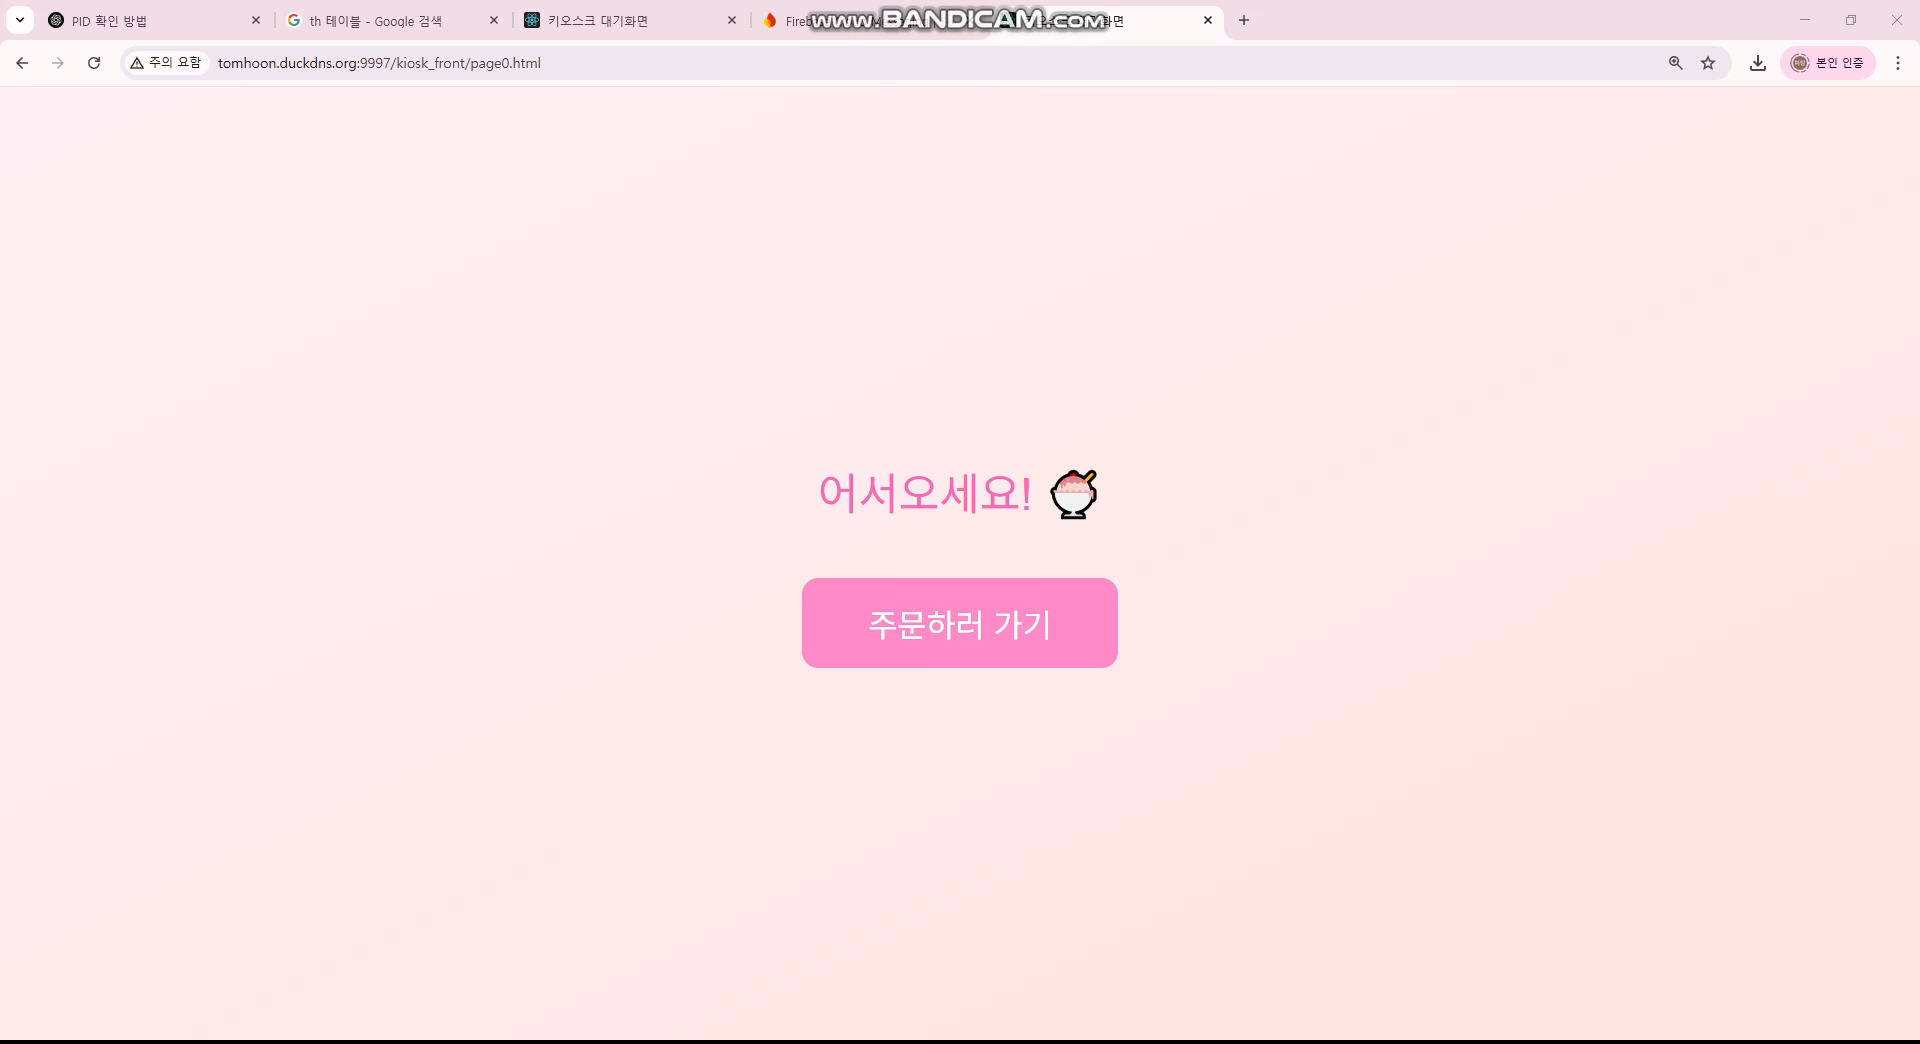 PID 확인 방법
th 테이블 - Google 검색
키오스크 대기화면
www.BANDICAM.com
화면
주의 요함
tomhoon.duckdns.org:9997/kiosk_front/page0.html
본인 인증
어서오세요!
주문하러 가기